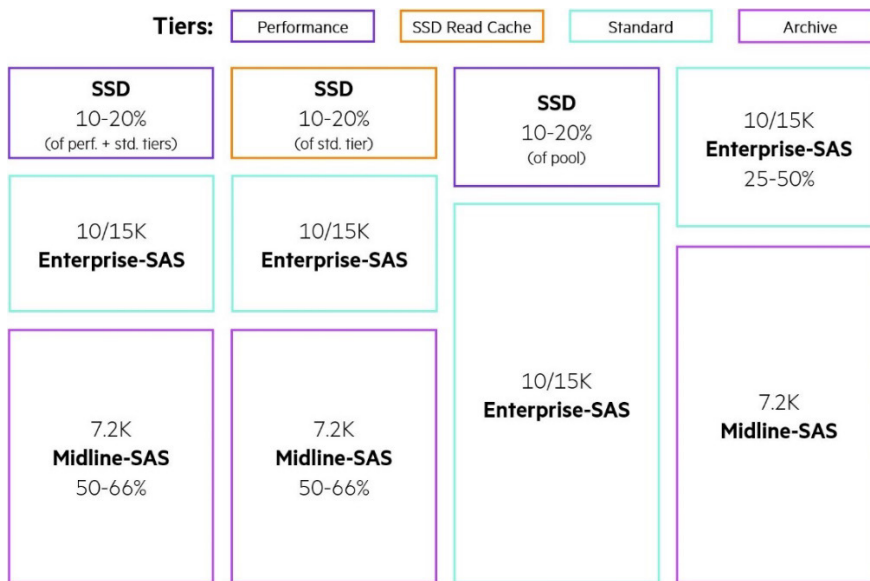 Tiers: Performance SSD Read Cache Standard Archive
SSD
10-20%
(of perf. + std. tiers)
10/15K
Enterprise-SAS
7.2K
Midline-SAS
50-66%
SSD
10-20%
(of std. tier)
10/15K
Enterprise-SAS
7.2K
Midline-SAS
50-66%
SSD
10-20%
(of pool)
10/15K
Enterprise-SAS
10/15K
Enterprise-SAS
25-50%
7.2K
Midline-SAS